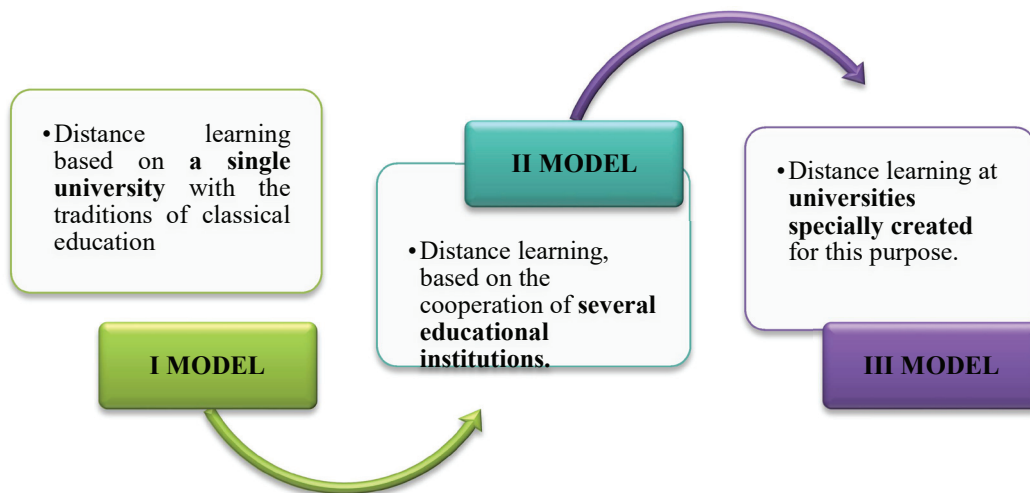 •Distance learning
based on a single
university with the
traditions of classical
education
I MODEL
II MODEL
•Distance learning,
based on the
cooperation of several
educational
institutions.
•Distance learning at
universities
specially created
for this purpose.
III MODEL